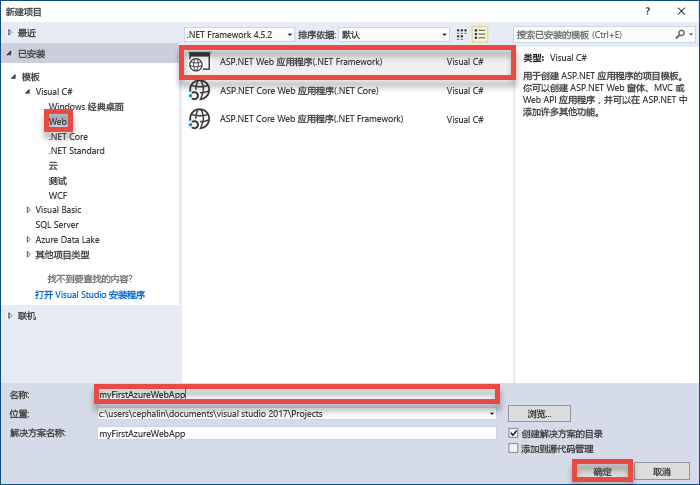 新建项目
? ×
最近
.NET Framework 4.5.2 排序依据: 默认
搜索已安装的模板 (Ctrl+E)
已安装
模板
Visual C#
Windows 经典桌面
Web
.NET Core
.NET Standard
云
测试
WCF
Visual Basic
SQL Server
Azure Data Lake
其他项目类型
找不到要查找的内容?
打开 Visual Studio 安装程序
联机
ASP.NET Web 应用程序(.NET Framework) Visual C#
ASP.NET Core Web 应用程序(.NET Core) Visual C#
ASP.NET Core Web 应用程序(.NET Framework) Visual C#
类型: Visual C#
用于创建 ASP.NET 应用程序的项目模板。
你可以创建 ASP.NET Web 窗体、MVC 或
Web API 应用程序，并可以在 ASP.NET 中
添加许多其他功能。
名称: myFirstAzureWebApp
位置: c:\users\cephalin\documents\visual studio 2017\Projects 浏览...
解决方案名称: myFirstAzureWebApp
创建解决方案的目录
添加到源代码管理
确定 取消